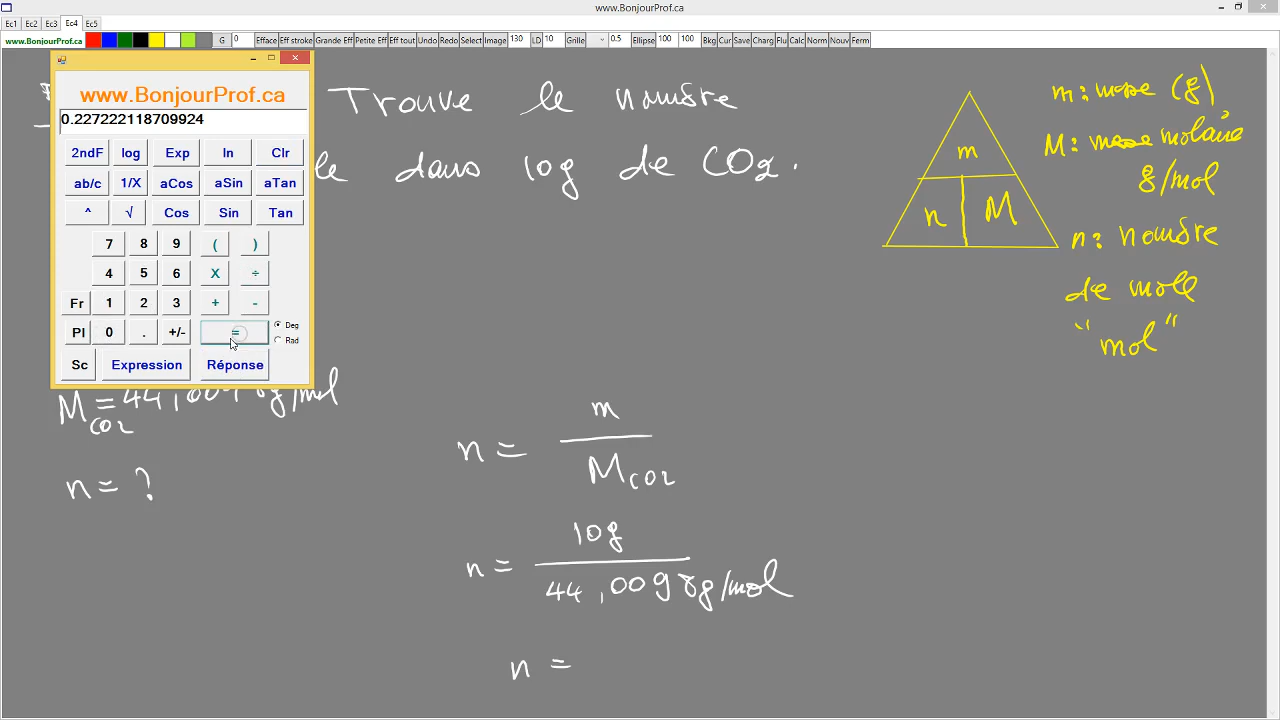 www.BonjourProf.ca
Ec1 Ec2 Ec3 Ec4 Ec5
www.BonjourProf.ca G 0 Efface Eff stroke Grande Eff Petite Eff Eff tout Undo Redo Select Image 130 LD 10 Grille 0.5 Ellipse 100 100 Bkg Cur Save Charg Flu Calc Norm Nouv Ferm
www.BonjourProf.ca
0.227222118709924
2ndF log Exp ln Clr
ab/c 1/X aCos aSin aTan
^ √ Cos Sin Tan
7 8 9 ( )
4 5 6 X ÷
Fr 1 2 3 + -
PI 0 . +/- = Deg
Rad
Sc Expression Réponse
Trouve le nombre
dans 10g de CO2.
m
n M
m: masse (g)
M: masse molaire
g/mol
n: nombre
de mole
"mol"
M CO2 = 44,0098g/mol
n = ?
n = m / M CO2
n = 10g / 44,0098g/mol
n =